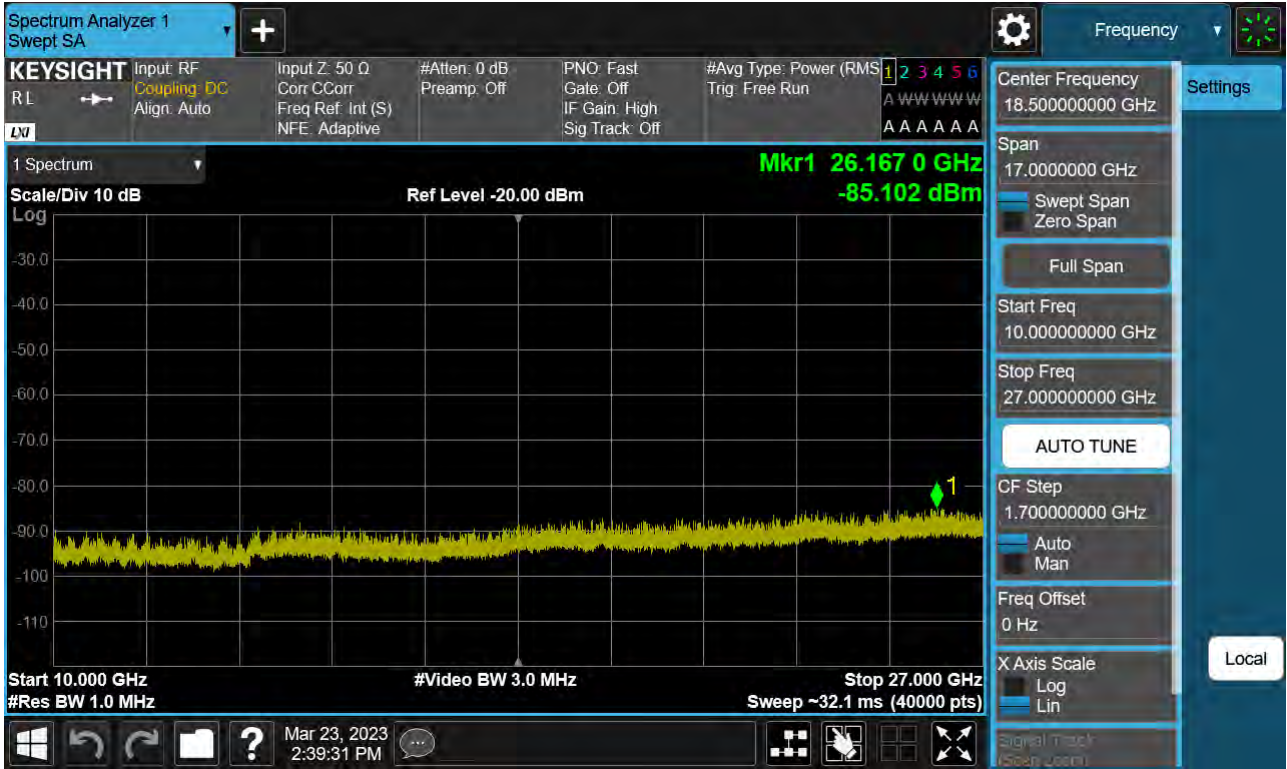 Spectrum Analyzer 1
Swept SA
+
Frequency
KEYSIGHT
RL
LXI
Input: RF
Coupling: DC
Align: Auto
Input Z: 50 Ω
Corr CCorr
Freq Ref: Int (S)
NFE: Adaptive
#Atten: 0 dB
Preamp: Off
PNO: Fast
Gate: Off
IF Gain: High
Sig Track: Off
#Avg Type: Power (RMS
Trig: Free Run
1 2 3 4 5 6
A W W W W W
A A A A A A
1 Spectrum
Scale/Div 10 dB
Ref Level -20.00 dBm
Mkr1 26.167 0 GHz
-85.102 dBm
Log
-30.0
-40.0
-50.0
-60.0
-70.0
-80.0
-90.0
-100
-110
1
Start 10.000 GHz
#Video BW 3.0 MHz
Stop 27.000 GHz
#Res BW 1.0 MHz
Sweep ~32.1 ms (40000 pts)
Center Frequency
18.500000000 GHz
Span
17.0000000 GHz
Swept Span
Zero Span
Full Span
Start Freq
10.000000000 GHz
Stop Freq
27.000000000 GHz
AUTO TUNE
CF Step
1.700000000 GHz
Auto
Man
Freq Offset
0 Hz
X Axis Scale
Log
Lin
Signal Track
(Span Zoom)
Settings
Local
?
Mar 23, 2023
2:39:31 PM